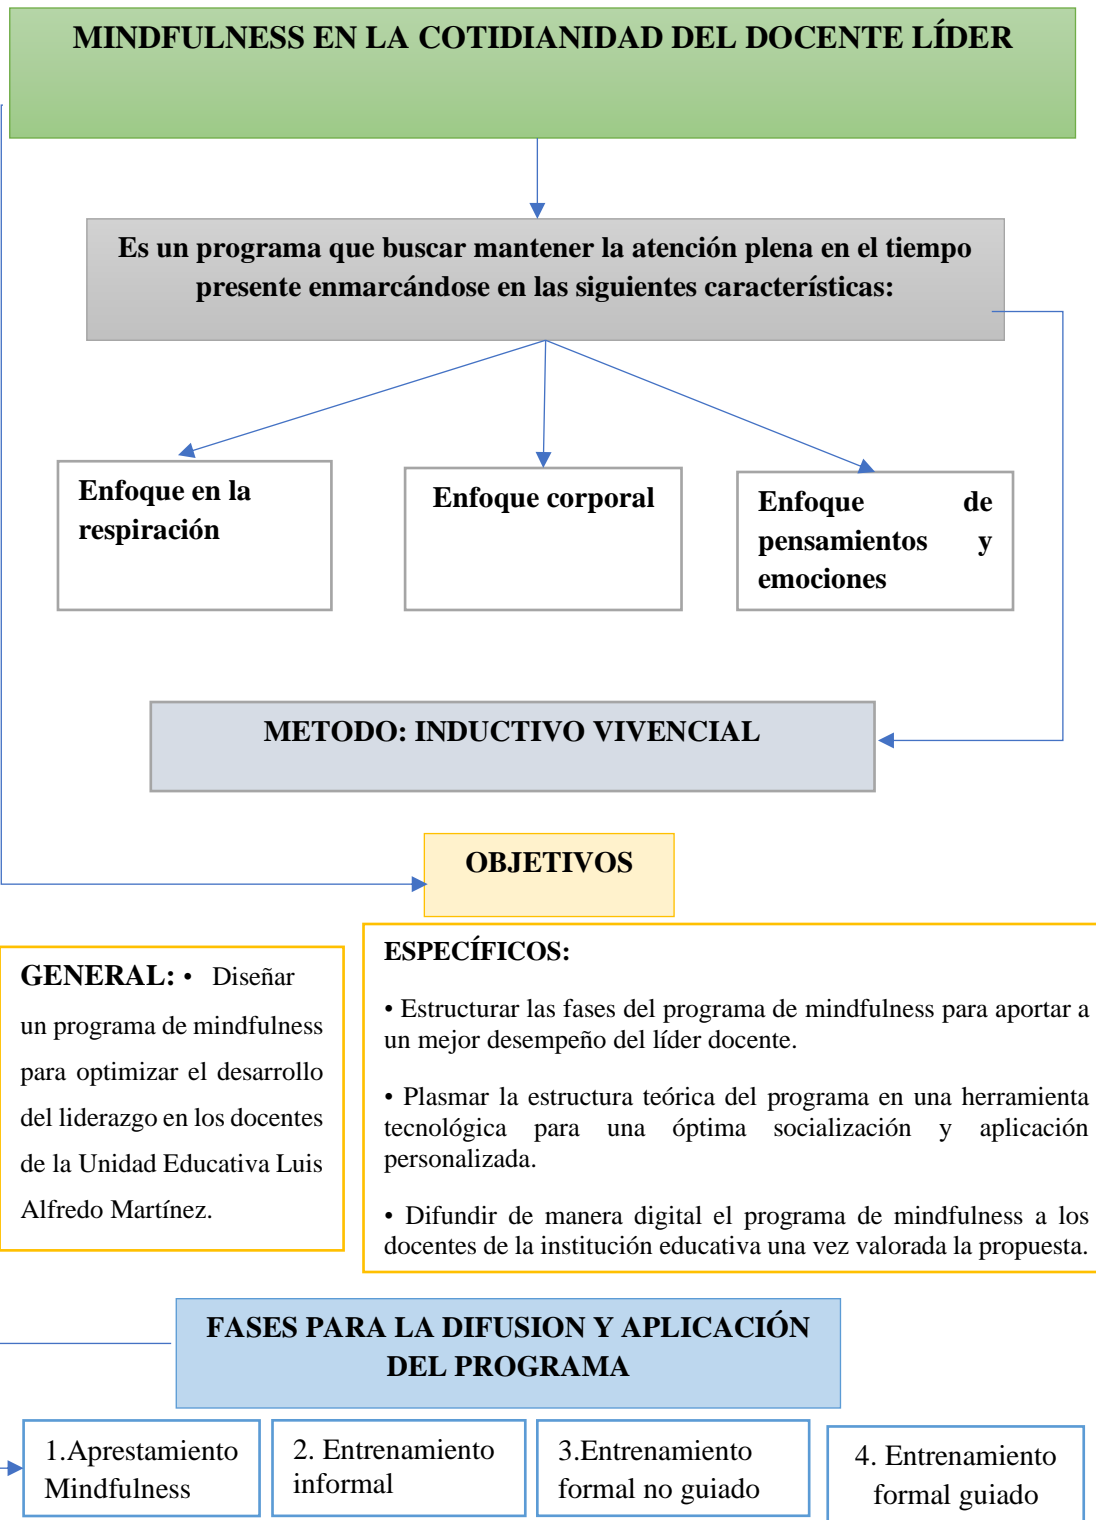 MINDFULNESS EN LA COTIDIANIDAD DEL DOCENTE LÍDER
Es un programa que buscar mantener la atención plena en el tiempo
presente enmarcándose en las siguientes características:
Enfoque en la
respiración
Enfoque corporal
Enfoque de
pensamientos y
emociones
METODO: INDUCTIVO VIVENCIAL
OBJETIVOS
GENERAL: • Diseñar
un programa de mindfulness
para optimizar el desarrollo
del liderazgo en los docentes
de la Unidad Educativa Luis
Alfredo Martínez.
ESPECÍFICOS:
• Estructurar las fases del programa de mindfulness para aportar a
un mejor desempeño del líder docente.
• Plasmar la estructura teórica del programa en una herramienta
tecnológica para una óptima socialización y aplicación
personalizada.
• Difundir de manera digital el programa de mindfulness a los
docentes de la institución educativa una vez valorada la propuesta.
FASES PARA LA DIFUSION Y APLICACIÓN
DEL PROGRAMA
1.Aprestamiento
Mindfulness
2. Entrenamiento
informal
3.Entrenamiento
formal no guiado
4. Entrenamiento
formal guiado